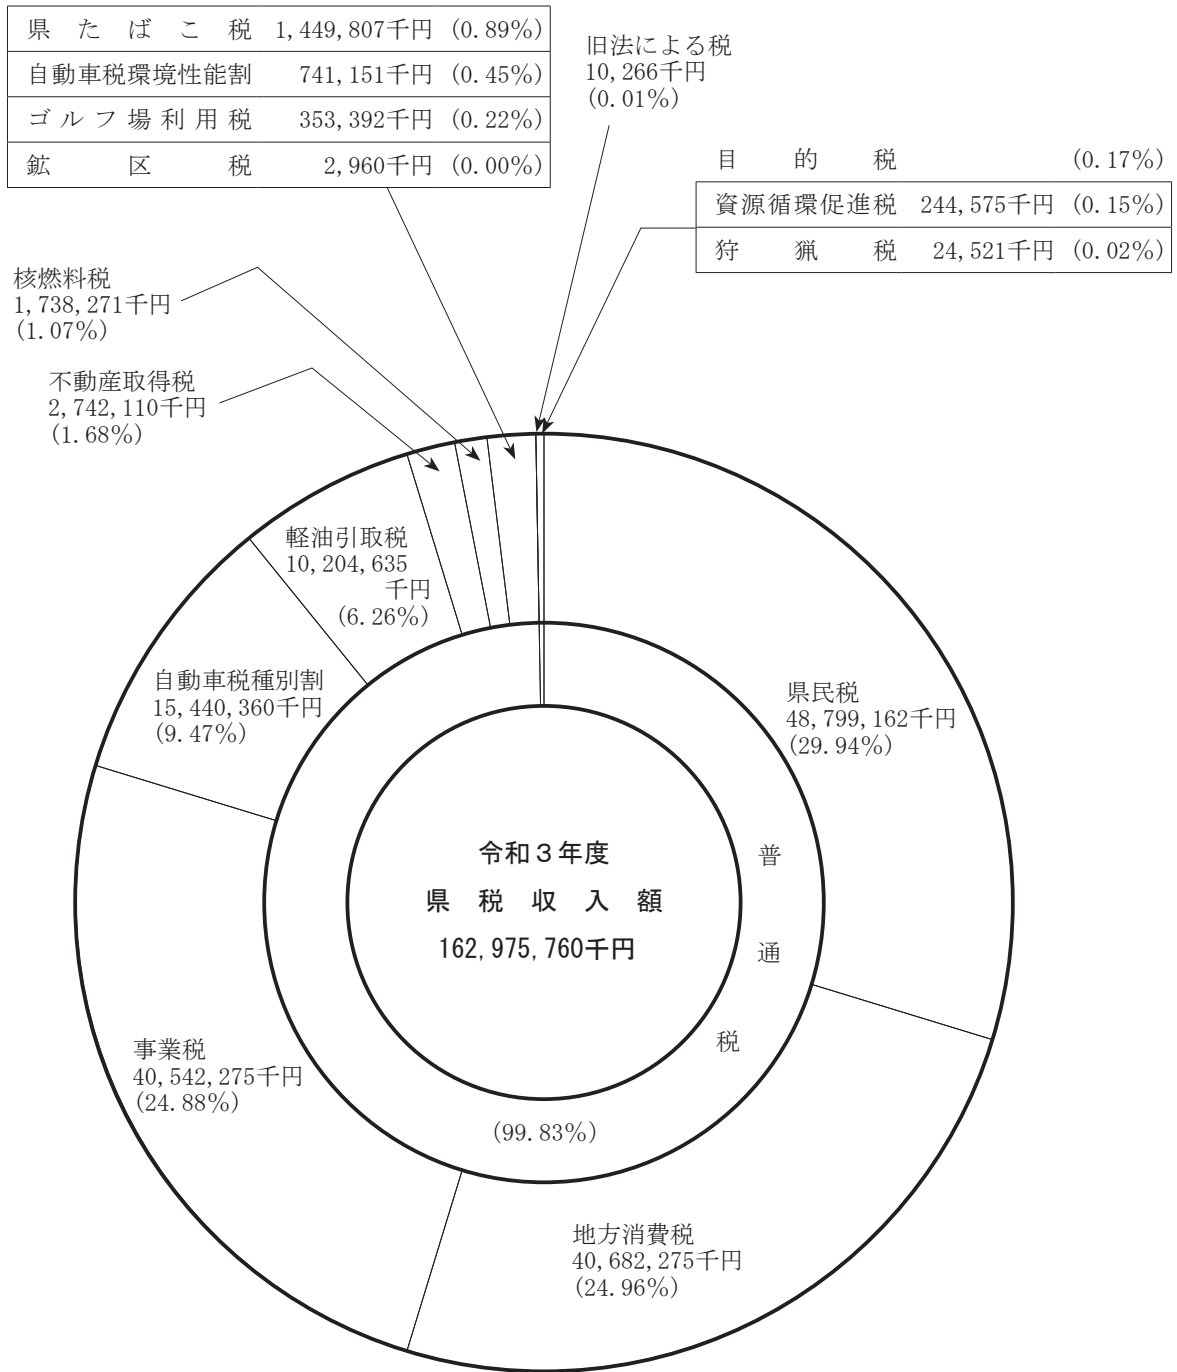 県たばこ税 1,449,807千円 (0.89%)
自動車税環境性能割 741,151千円 (0.45%)
ゴルフ場利用税 353,392千円 (0.22%)
鉱区税 2,960千円 (0.00%)
旧法による税
10,266千円
(0.01%)
目的税 (0.17%)
資源循環促進税 244,575千円 (0.15%)
狩猟税 24,521千円 (0.02%)
核燃料税
1,738,271千円
(1.07%)
不動産取得税
2,742,110千円
(1.68%)
軽油引取税
10,204,635
千円
(6.26%)
自動車税種別割
15,440,360千円
(9.47%)
県民税
48,799,162千円
(29.94%)
令和3年度
県税収入額
162,975,760千円
普
通
税
(99.83%)
事業税
40,542,275千円
(24.88%)
地方消費税
40,682,275千円
(24.96%)